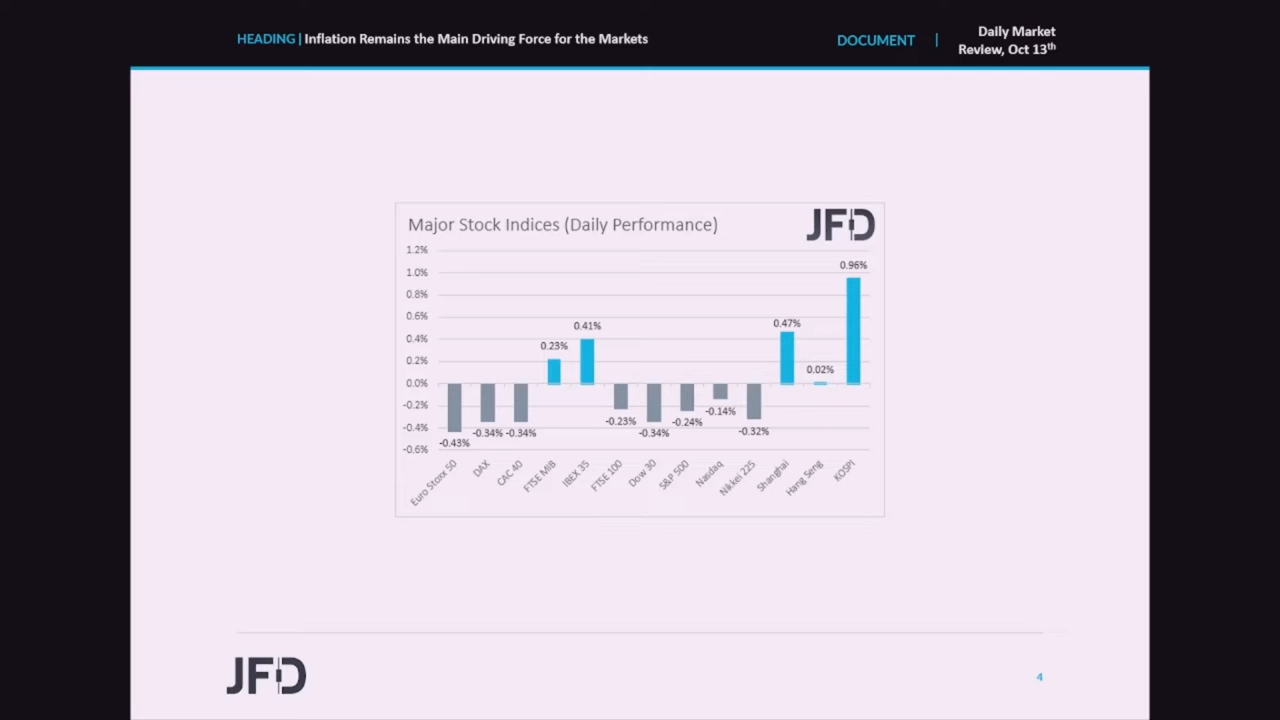 HEADING | Inflation Remains the Main Driving Force for the Markets
DOCUMENT |
Daily Market
Review, Oct 13th
Major Stock Indices (Daily Performance)
JFD
1.2%
1.0%
0.8%
0.6%
0.4%
0.2%
0.0%
-0.2%
-0.4%
-0.6%
-0.43%
-0.34%
-0.34%
0.23%
0.41%
-0.23%
-0.34%
-0.24%
-0.14%
-0.32%
0.47%
0.02%
0.96%
Euro Stoxx 50
DAX
CAC 40
FTSE MIB
IBEX 35
FTSE 100
Dow 30
S&P 500
Nasdaq
Nikkei 225
Shanghai
Hang Seng
KOSPI
JFD
4